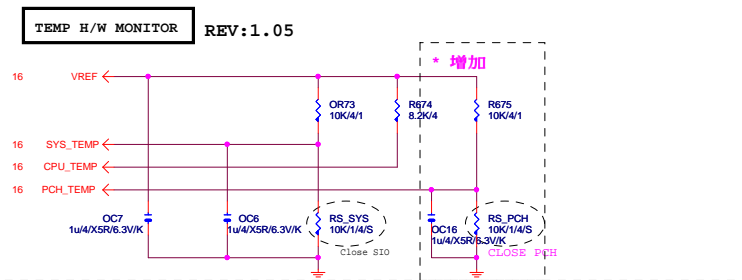 TEMP H/W MONITOR
REV:1.05
* 增加
16 VREF
OR73
10K/4/1
R674
8.2K/4
R675
10K/4/1
16 SYS_TEMP
16 CPU_TEMP
16 PCH_TEMP
OC7
1u/4/X5R/6.3V/K
OC6
1u/4/X5R/6.3V/K
RS_SYS
10K/1/4/S
Close SIO
OC16
1u/4/X5R/6.3V/K
RS_PCH
10K/1/4/S
CLOSE PCH